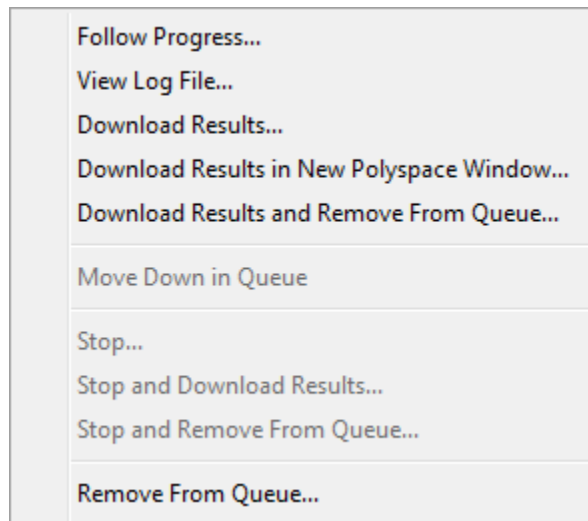 Follow Progress...
View Log File...
Download Results...
Download Results in New Polyspace Window...
Download Results and Remove From Queue...
Move Down in Queue
Stop...
Stop and Download Results...
Stop and Remove From Queue...
Remove From Queue...